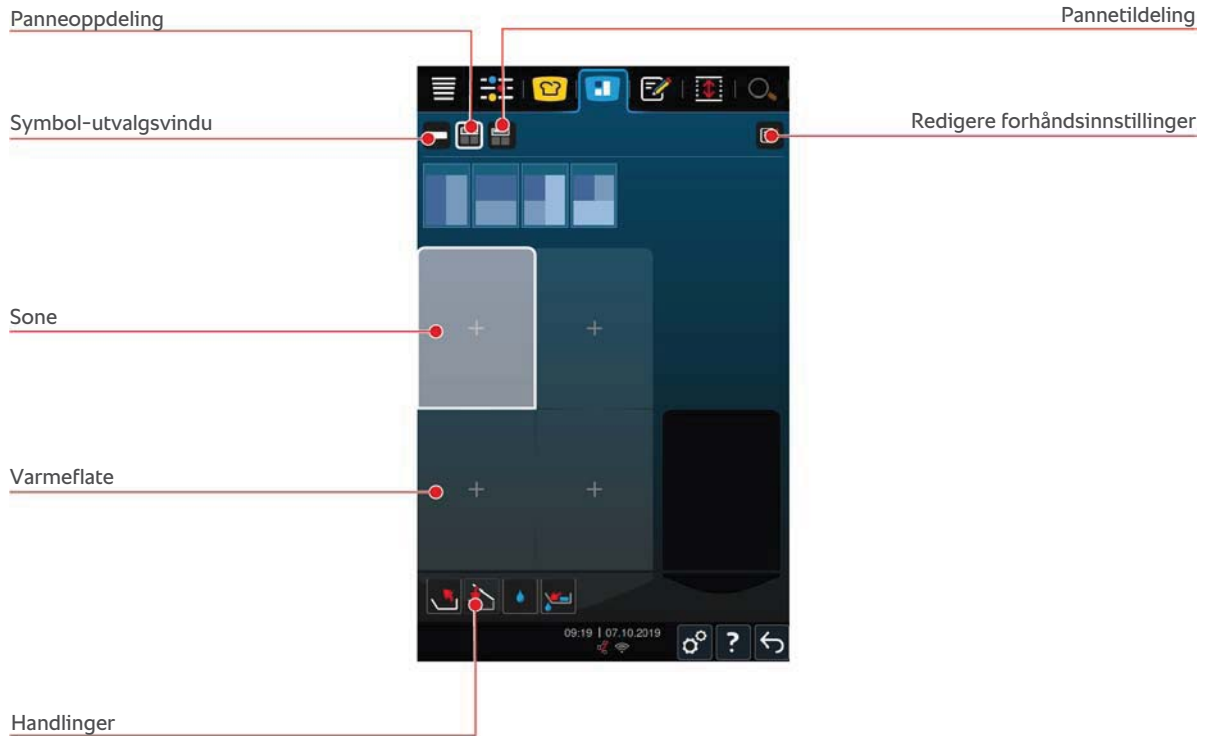 Panneoppdeling
Pannetildeling
Symbol-utvalgsvindu
Redigere forhåndsinnstillinger
Sone
Varmeflate
09:19 | 07.10.2019
?
Handlinger